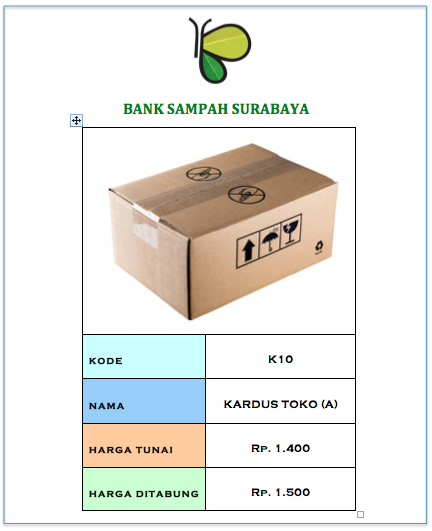 BANK SAMPAH SURABAYA
KODE K10
NAMA KARDUS TOKO (A)
HARGA TUNAI Rp. 1.400
HARGA DITABUNG Rp. 1.500